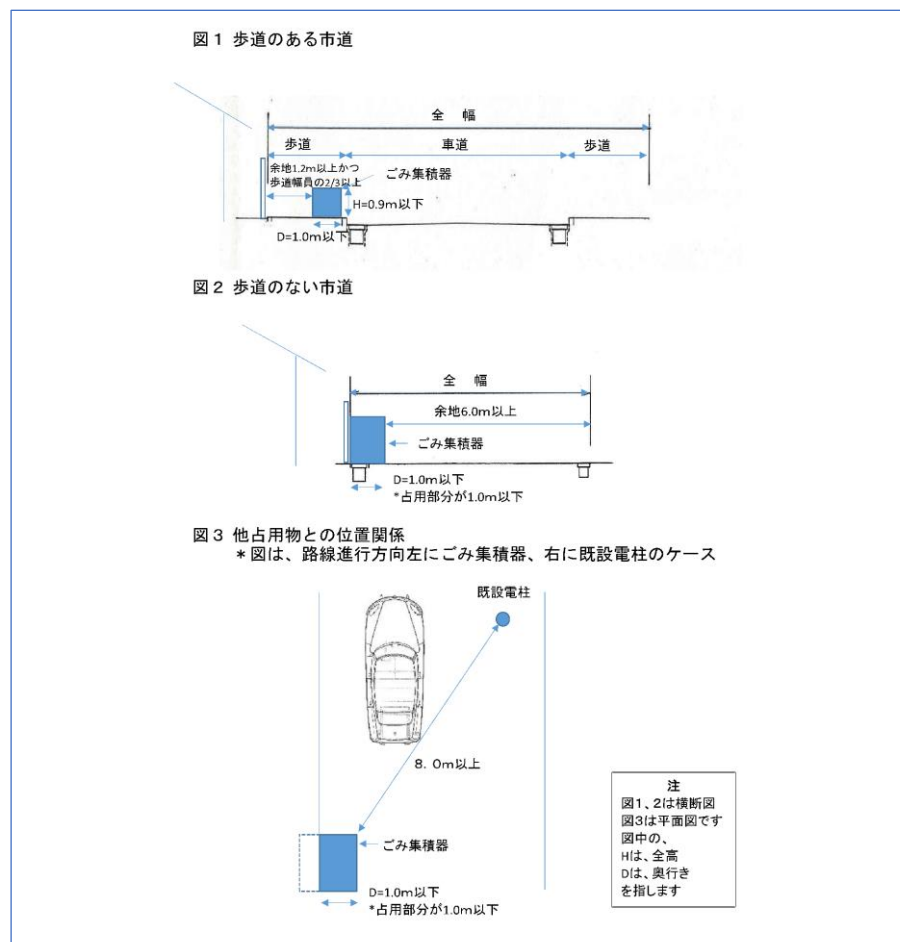 図1 歩道のある市道
全 幅
歩道
車道
歩道
余地1.2m以上かつ
歩道幅員の2/3以上
ごみ集積器
H=0.9m以下
D=1.0m以下
図2 歩道のない市道
全 幅
余地6.0m以上
ごみ集積器
D=1.0m以下
*占用部分が1.0m以下
図3 他占用物との位置関係
*図は、路線進行方向左にごみ集積器、右に既設電柱のケース
既設電柱
8.0m以上
ごみ集積器
D=1.0m以下
*占用部分が1.0m以下
注
図1、2は横断図
図3は平面図です
図中の、
Hは、全高
Dは、奥行き
を指します